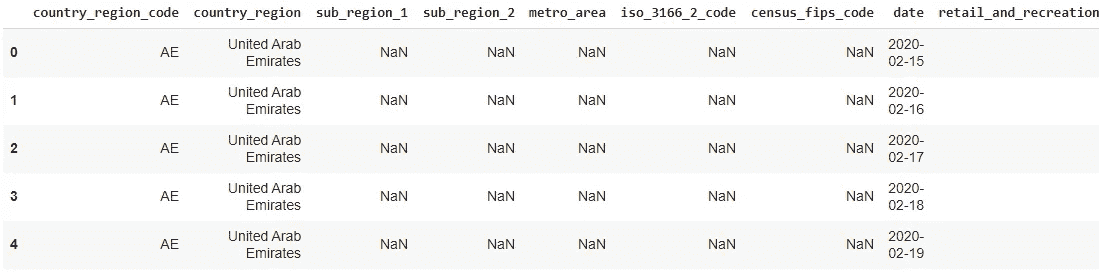 country_region_code country_region sub_region_1 sub_region_2 metro_area iso_3166_2_code census_fips_code date retail_and_recreation
0 AE United Arab Emirates NaN NaN NaN NaN NaN 2020-02-15
1 AE United Arab Emirates NaN NaN NaN NaN NaN 2020-02-16
2 AE United Arab Emirates NaN NaN NaN NaN NaN 2020-02-17
3 AE United Arab Emirates NaN NaN NaN NaN NaN 2020-02-18
4 AE United Arab Emirates NaN NaN NaN NaN NaN 2020-02-19